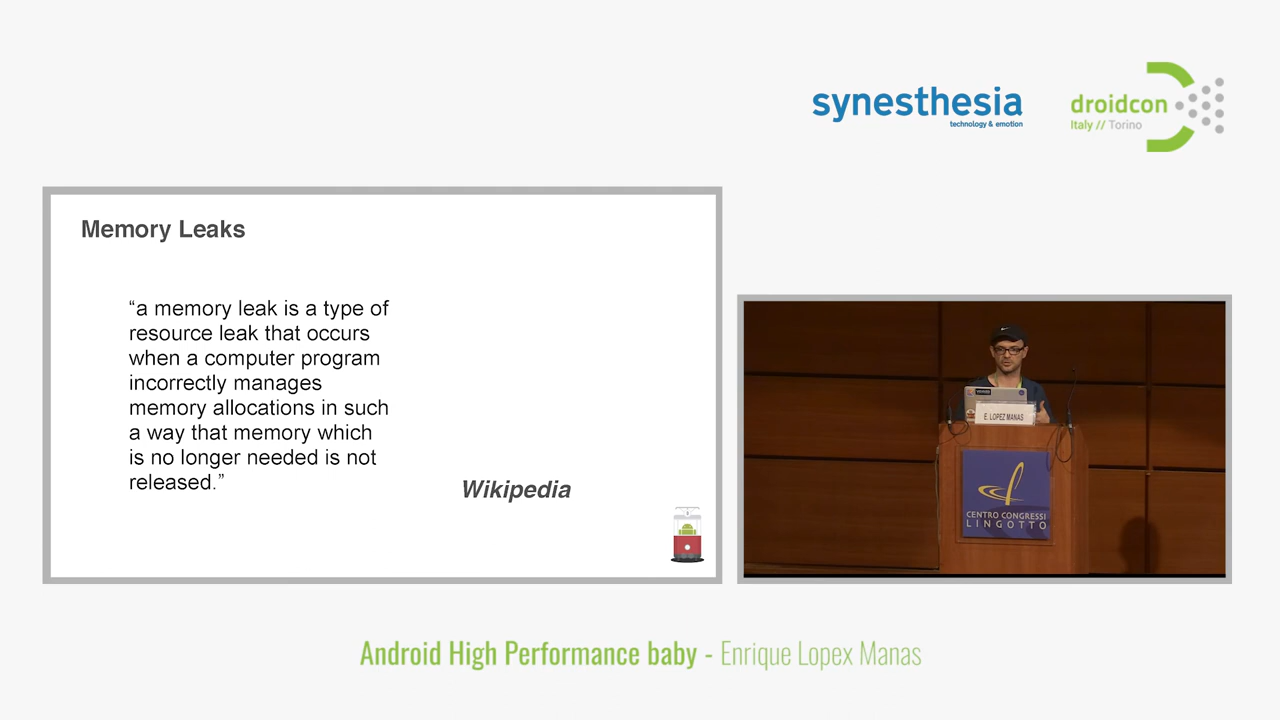 synesthesia
technology & emotion
droidcon
Italy // Torino
Memory Leaks
“a memory leak is a type of
resource leak that occurs
when a computer program
incorrectly manages
memory allocations in such
a way that memory which
is no longer needed is not
released.”
Wikipedia
E. LOPEZ MANAS
CENTRO CONGRESSI
LINGOTTO
Android High Performance baby - Enrique Lopex Manas